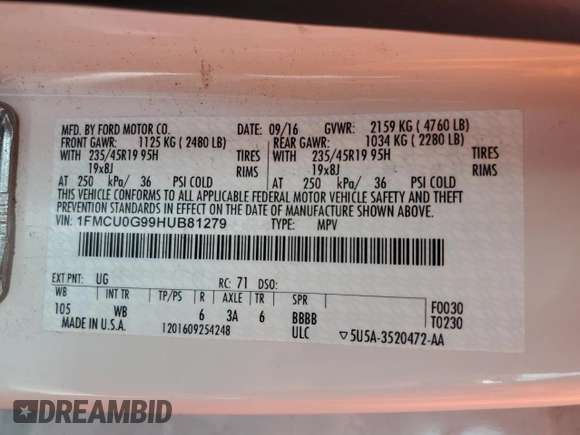 MFD. BY FORD MOTOR CO. 09/16 GVWR: 2159 KG ( 4760 LB)
FRONT GAWR: 1125 KG ( 2480 LB) REAR GAWR: 1034 KG ( 2280 LB)
WITH 235/45R19 95H TIRES WITH 235/45R19 95H TIRES
19x8J RIMS 19x8J RIMS
AT 250 kPa/ 36 PSI COLD AT 250 kPa/ 36 PSI COLD
THIS VEHICLE CONFORMS TO ALL APPLICABLE FEDERAL MOTOR VEHICLE SAFETY AND THEFT
PREVENTION STANDARDS IN EFFECT ON THE DATE OF MANUFACTURE SHOWN ABOVE.
VIN: 1FMCU0G99HUB81279 TYPE: MPV
EXT PNT: UG RC: 71 DSO:
WB INT TR TP/PS R AXLE TR SPR F0030
105 WB 6 3A 6 BBBB T0230
MADE IN U.S.A. 1201609254248 ULC ▽5U5A-3520472-AA
DREAMBID